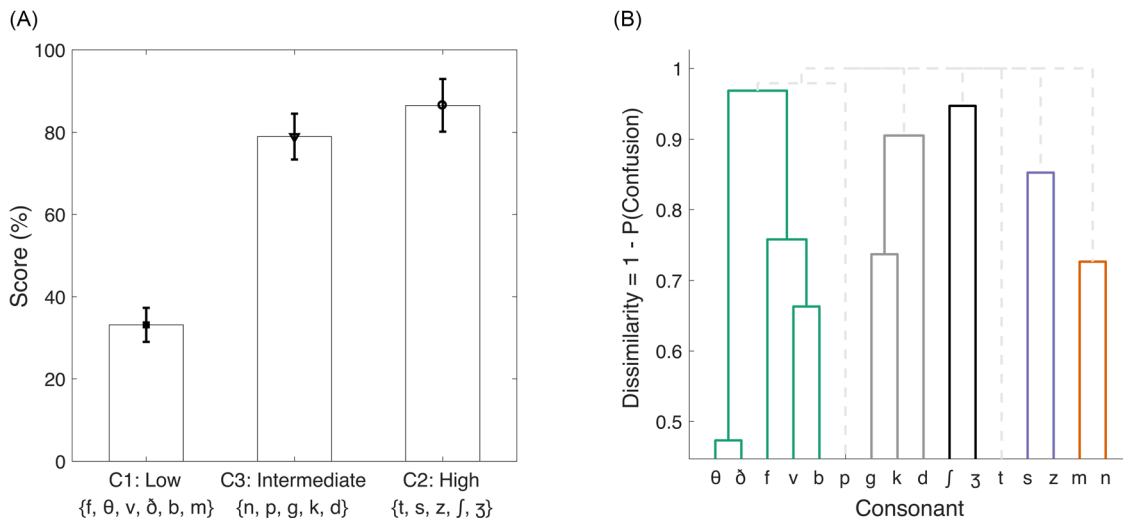 (A)
100
80
60
40
20
0
Score (%)
C1: Low
{f, θ, v, ð, b, m}
C3: Intermediate
{n, p, g, k, d}
C2: High
{t, s, z, ʃ, ʒ}
(B)
1
0.9
0.8
0.7
0.6
0.5
Dissimilarity = 1 - P(Confusion)
θ ð f v b p g k d ʃ ʒ t s z m n
Consonant